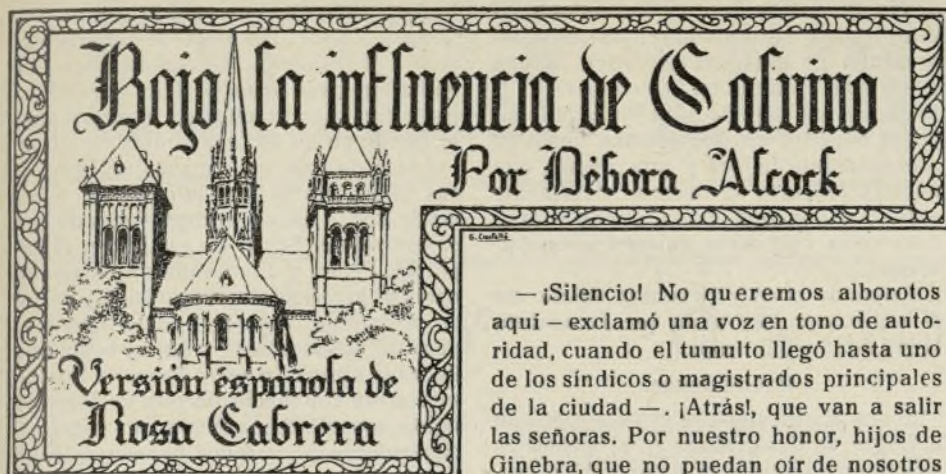 Bajo la influencia de Calvino
Por Débora Alcock
Versión española de
Rosa Cabrera
— ¡Silencio! No queremos alborotos
aquí — exclamó una voz en tono de auto-
ridad, cuando el tumulto llegó hasta uno
de los síndicos o magistrados principales
de la ciudad —. ¡Atrás!, que van a salir
las señoras. Por nuestro honor, hijos de
Ginebra, que no puedan oír de nosotros